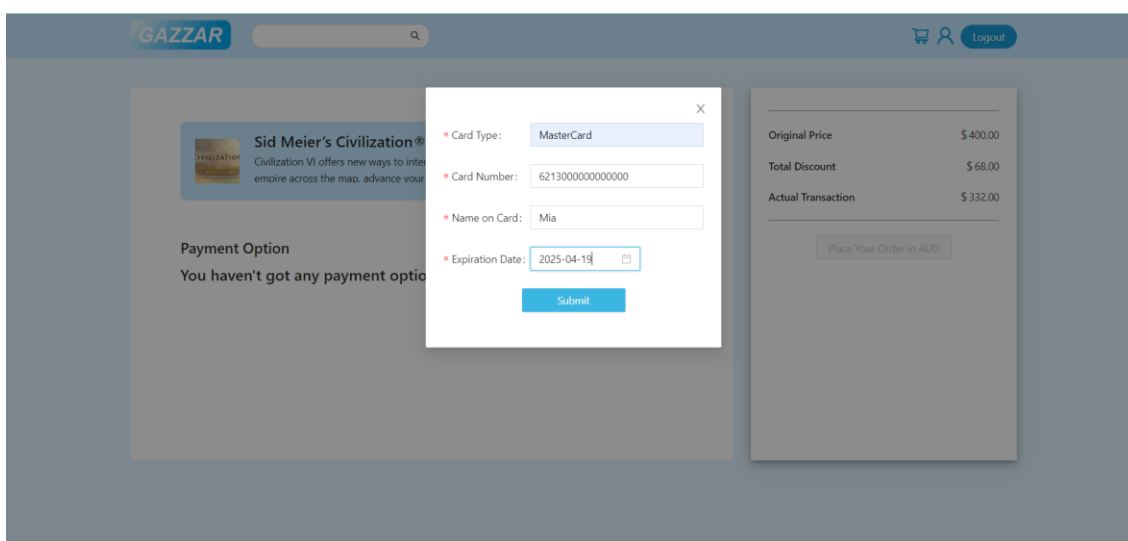 GAZZAR
Logout
Sid Meier's Civilization®
Civilization VI offers new ways to inte
empire across the map, advance your
Payment Option
You haven't got any payment optio
* Card Type: MasterCard
* Card Number: 6213000000000000
* Name on Card: Mia
* Expiration Date: 2025-04-19
Submit
Original Price $ 400.00
Total Discount $ 68.00
Actual Transaction $ 332.00
Place Your Order in AUD